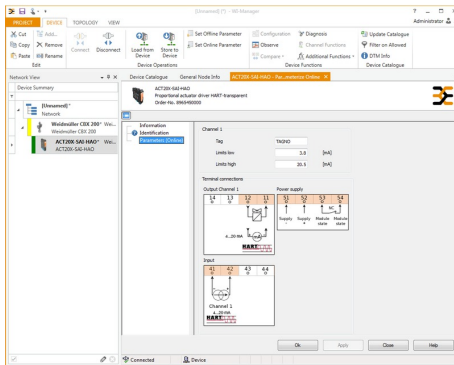 [Unnamed]* - WI-Manager
PROJECT DEVICE TOPOLOGY VIEW
Administrator
Cut Add...
Copy Remove
Paste Rename
Connect Disconnect
Load from Device Store to Device
Set Offline Parameter
Set Online Parameter
Configuration Diagnosis
Observe Channel Functions
Compare Additional Functions
Update Catalogue
Filter on Allowed
DTM Info
Edit Device Operations Device Functions Device Catalogue
Network View
Device Catalogue General Node Info ACT20X-SAI-HAO
Device Summary
[Unnamed]*
Network
Weidmüller CBX 200* Wei...
Weidmüller CBX 200
ACT20X-SAI-HAO* Wei...
ACT20X-SAI-HAO
ACT20X-SAI-HAO
Proportional actuator driver HART-transparent
Order-No. 8965450000
Information
Identification
Parameters (Online)
Channel 1
Tag TAGNO
Limits low 3.8 [mA]
Limits high 20.5 [mA]
Terminal connections
Output Channel 1 Power supply
14 13 12 11 51 52 53 54
NC
Supply - Supply + Module state Module state
4...20 mA
HART
Input
41 42 43 44
Channel 1
4...20 mA
HART
Ok Apply Close Help
Connected Device